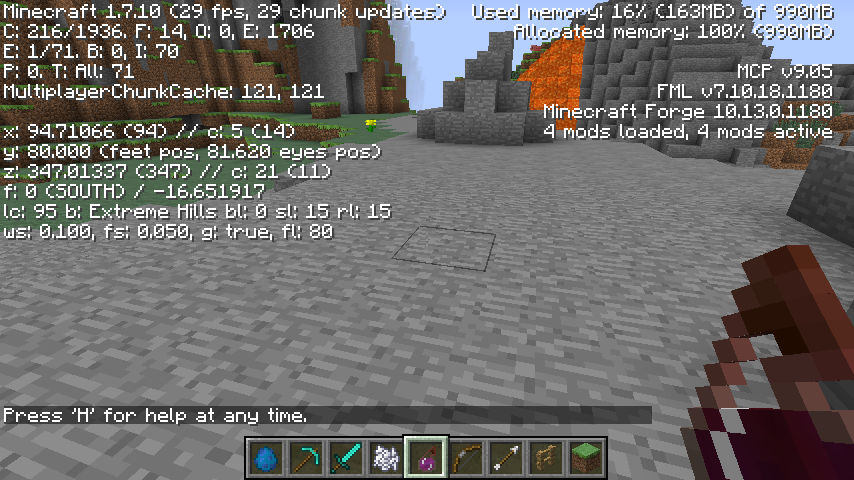 Minecraft 1.7.10 (29 fps, 29 chunk updates)
C: 216/1936. F: 14, O: 0, E: 1706
E: 1/71. B: 0, I: 70
P: 0, T: All: 71
MultiplayerChunkCache: 121, 121
x: 94.71066 (94) // c: 5 (14)
y: 80.000 (feet pos, 81.620 eyes pos)
z: 347.01337 (347) // c: 21 (11)
f: 0 (SOUTH) / -16.651917
lc: 95 b: Extreme Hills bl: 0 sl: 15 rl: 15
ws: 0.100, fs: 0.050, g: true, fl: 80
Used memory: 16% (163MB) of 990MB
Allocated memory: 100% (990MB)
MCP v9.05
FML v7.10.18.1180
Minecraft Forge 10.13.0.1180
4 mods loaded, 4 mods active
Press 'H' for help at any time.